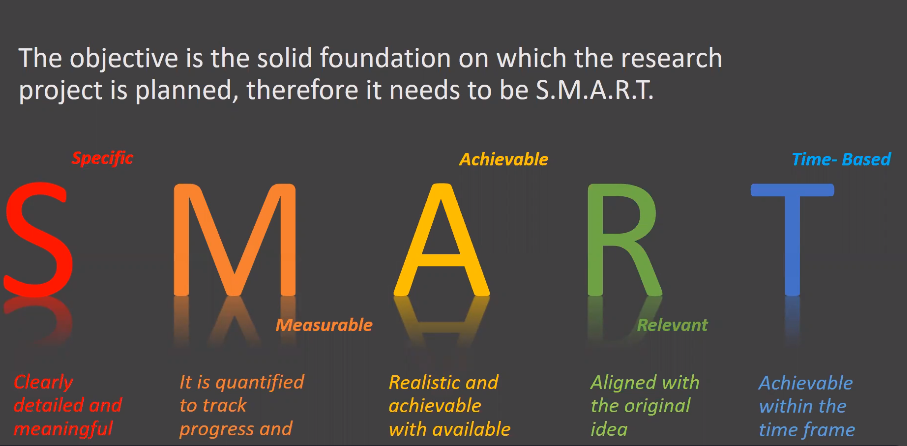 The objective is the solid foundation on which the research
project is planned, therefore it needs to be S.M.A.R.T.
Specific
Achievable
Time- Based
S M A R T
Measurable
Relevant
Clearly
detailed and
meaningful
It is quantified
to track
progress and
Realistic and
achievable
with available
Aligned with
the original
idea
Achievable
within the
time frame